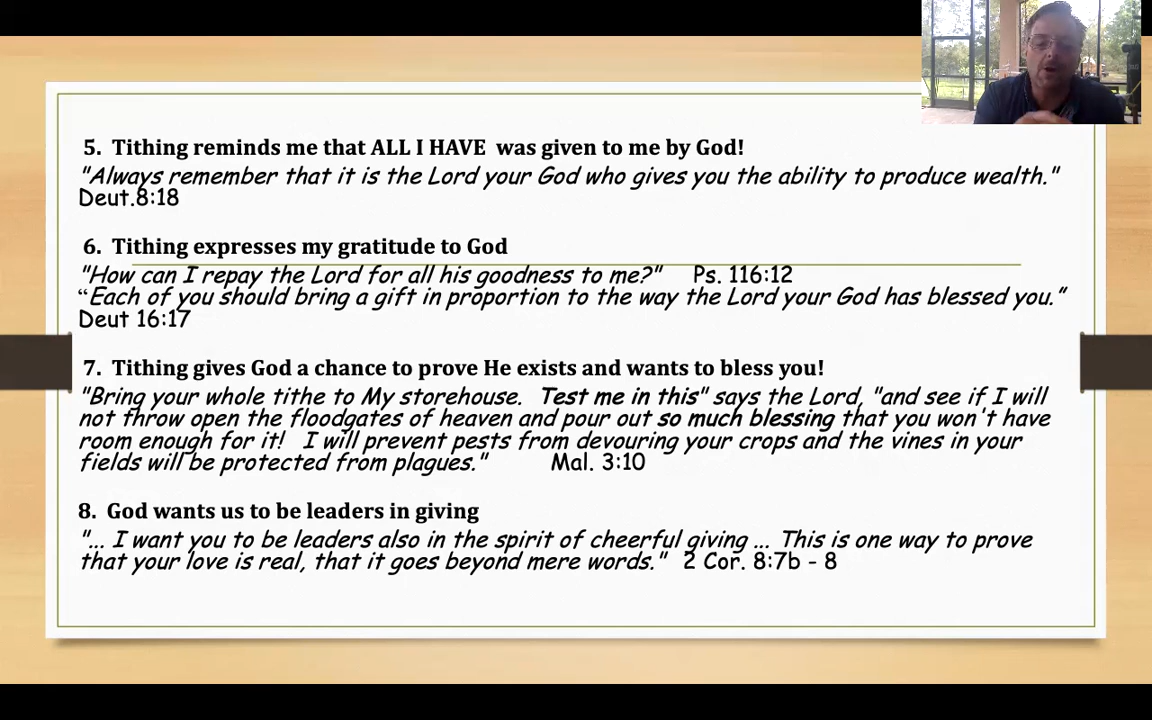 5. Tithing reminds me that ALL I HAVE was given to me by God!
"Always remember that it is the Lord your God who gives you the ability to produce wealth."
Deut.8:18
6. Tithing expresses my gratitude to God
"How can I repay the Lord for all his goodness to me?" Ps. 116:12
“Each of you should bring a gift in proportion to the way the Lord your God has blessed you.”
Deut 16:17
7. Tithing gives God a chance to prove He exists and wants to bless you!
"Bring your whole tithe to My storehouse. Test me in this" says the Lord, "and see if I will
not throw open the floodgates of heaven and pour out so much blessing that you won't have
room enough for it! I will prevent pests from devouring your crops and the vines in your
fields will be protected from plagues." Mal. 3:10
8. God wants us to be leaders in giving
"... I want you to be leaders also in the spirit of cheerful giving ... This is one way to prove
that your love is real, that it goes beyond mere words." 2 Cor. 8:7b - 8